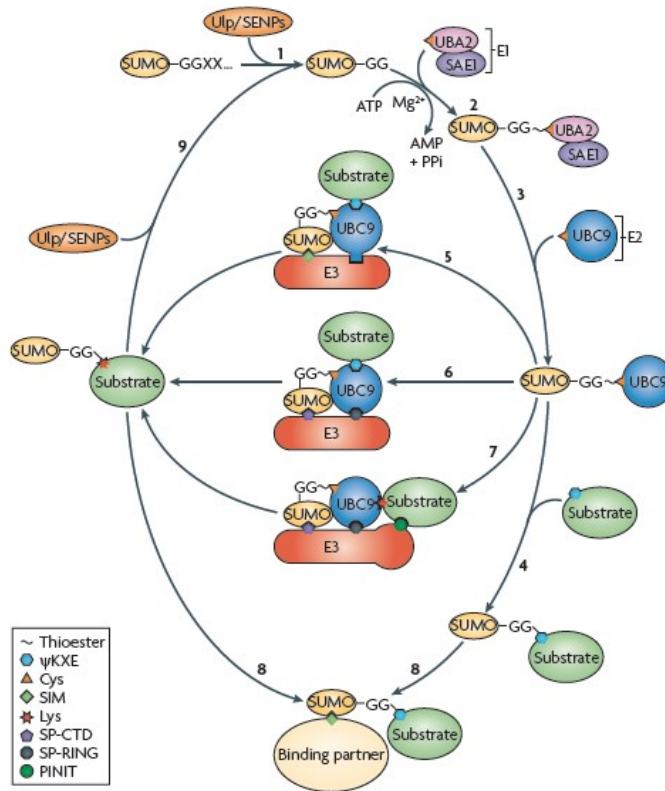 Ulp/SENPs
SUMO–GGXX...
1
SUMO–GG
UBA2
SAE1
E1
ATP
Mg²⁺
AMP
+ PPi
2
SUMO–GG
UBA2
SAE1
9
3
Substrate
GG
SUMO
UBC9
E3
Ulp/SENPs
5
UBC9
E2
SUMO–GG
Substrate
Substrate
GG
SUMO
UBC9
E3
6
SUMO–GG
UBC9
7
GG
SUMO
UBC9
Substrate
E3
Substrate
4
SUMO–GG
Substrate
8
8
SUMO–GG
Substrate
Binding partner
Thioester
ψKXE
Cys
SIM
Lys
SP-CTD
SP-RING
PINIT